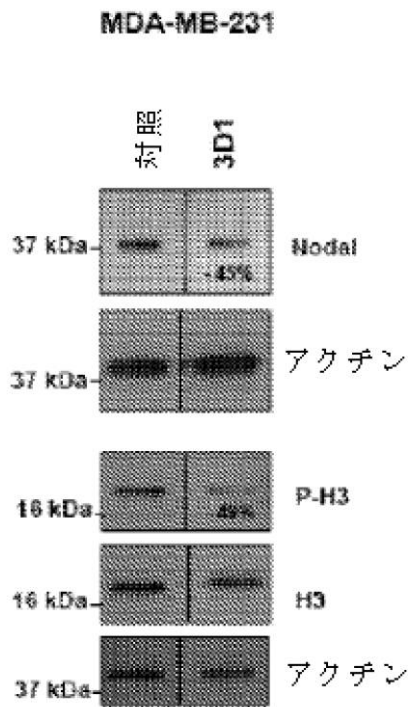 MDA-MB-231
対照 3D1
37 kDa Nodal
- 45%
37 kDa アクチン
16 kDa P-H3
49%
16 kDa H3
37 kDa アクチン